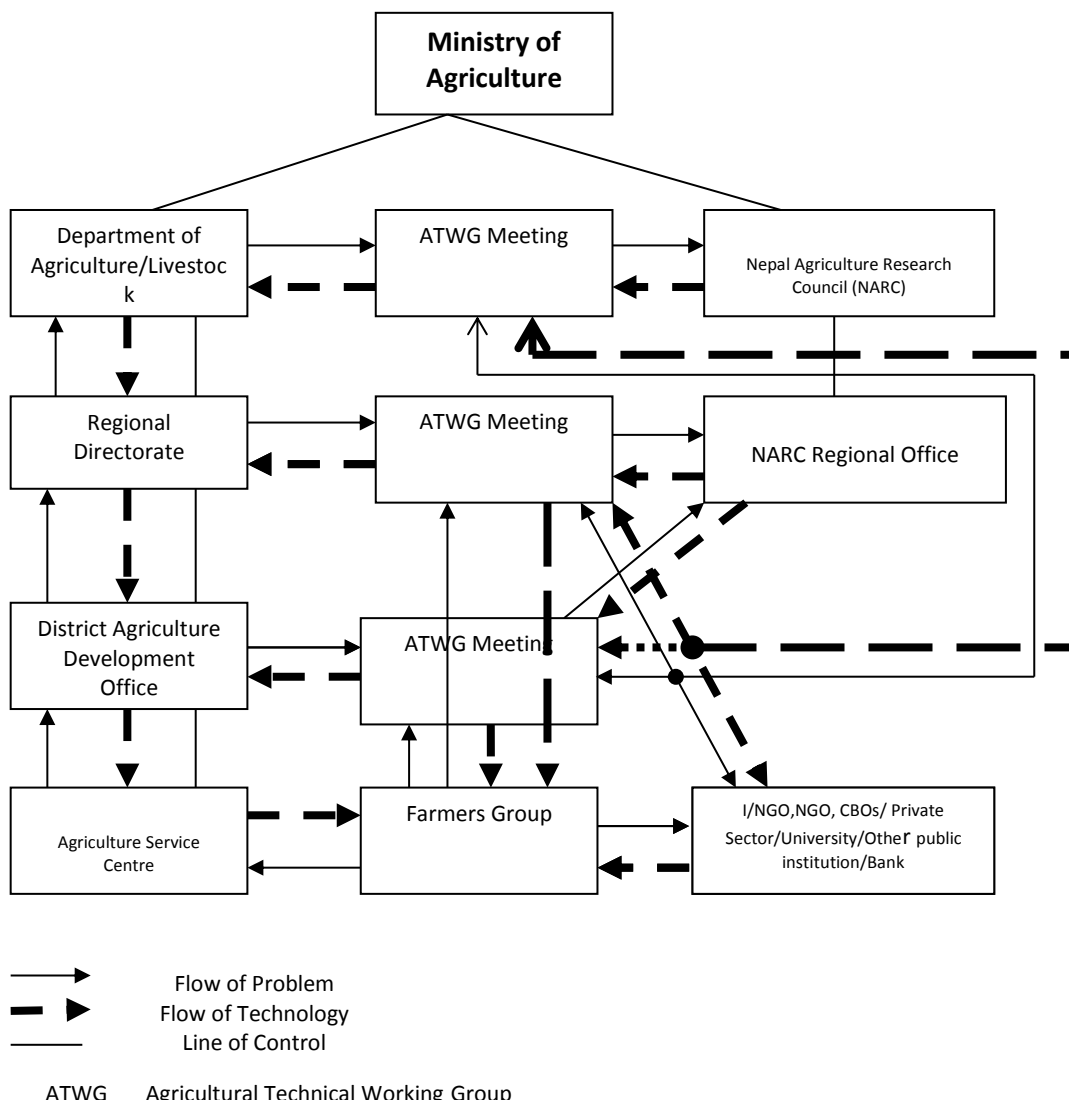 Ministry of
Agriculture
Department of
Agriculture/Livestoc
k
ATWG Meeting
Nepal Agriculture Research
Council (NARC)
Regional
Directorate
ATWG Meeting
NARC Regional Office
District Agriculture
Development
Office
ATWG Meeting
Agriculture Service
Centre
Farmers Group
I/NGO,NGO, CBOs/ Private
Sector/University/Other public
institution/Bank
Flow of Problem
Flow of Technology
Line of Control
ATWG Agricultural Technical Working Group